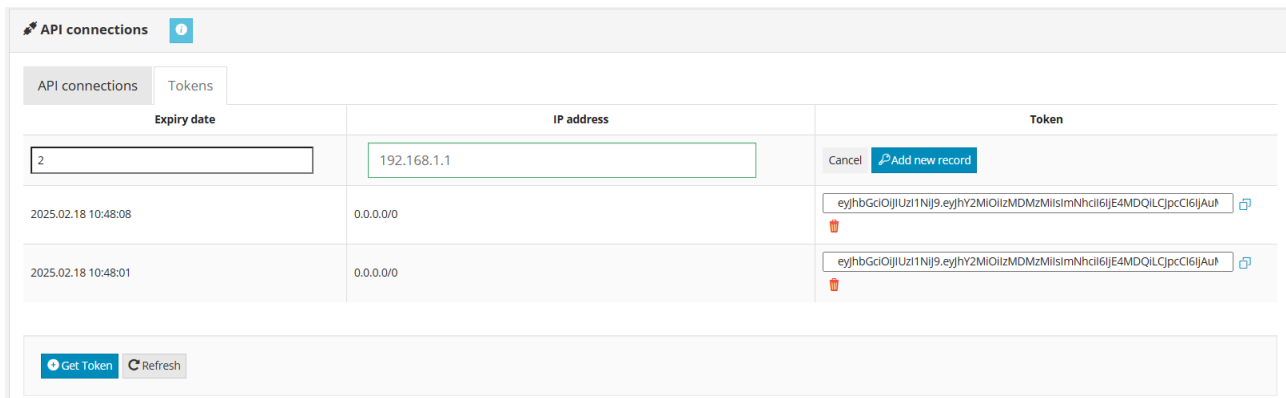 API connections
API connections Tokens
Expiry date IP address Token
2 192.168.1.1 Cancel Add new record
2025.02.18 10:48:08 0.0.0.0/0 eyJhbGciOiJIUzI1NiJ9.eyJhY2MiOiIzMDMzMiIsImNhciI6IjE4MDQiLCJpcCI6IjAuM
2025.02.18 10:48:01 0.0.0.0/0 eyJhbGciOiJIUzI1NiJ9.eyJhY2MiOiIzMDMzMiIsImNhciI6IjE4MDQiLCJpcCI6IjAuM
Get Token Refresh